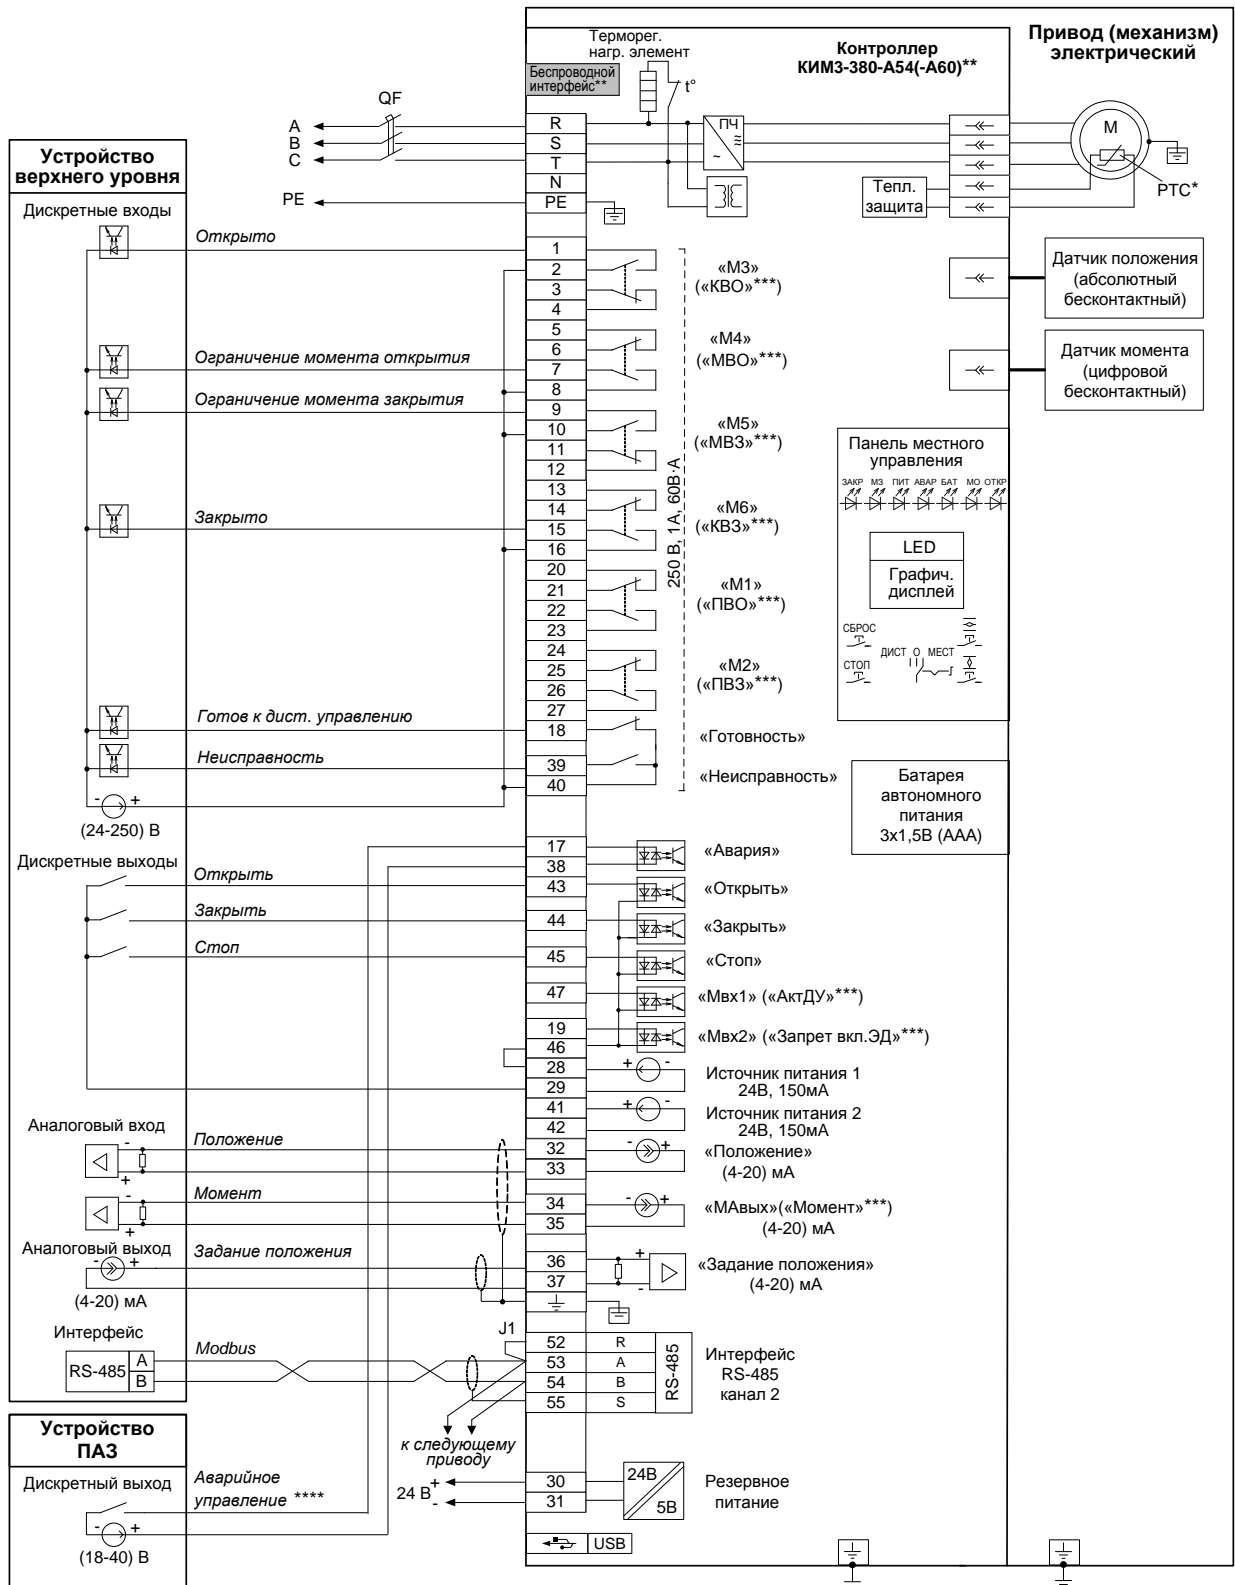 Привод (механизм)
электрический
Контроллер
КИМ3-380-А54(-А60)**
Терморег.
нагр. элемент
t°
Беспроводной
интерфейс**
QF
A
B
C
PE
R
S
T
N
PE
ПЧ
≈
~
M
PTC*
Тепл.
защита
Устройство
верхнего уровня
Дискретные входы
Открыто
Ограничение момента открытия
Ограничение момента закрытия
Закрыто
Готов к дист. управлению
Неисправность
- +
(24-250) В
1
2
3
4
5
6
7
8
9
10
11
12
13
14
15
16
20
21
22
23
24
25
26
27
18
39
40
«М3»
(«КВО»***)
«М4»
(«МВО»***)
«М5»
(«МВЗ»***)
«М6»
(«КВЗ»***)
«М1»
(«ПВО»***)
«М2»
(«ПВЗ»***)
«Готовность»
«Неисправность»
250 В, 1А, 60В·А
Датчик положения
(абсолютный
бесконтактный)
Датчик момента
(цифровой
бесконтактный)
Панель местного
управления
ЗАКР МЗ ПИТ АВАР БАТ МО ОТКР
LED
Графич.
дисплей
СБРОС
СТОП
ДИСТ О МЕСТ
Батарея
автономного
питания
3х1,5В (ААА)
Дискретные выходы
Открыть
Закрыть
Стоп
17
38
43
44
45
47
19
46
28
29
41
42
32
33
34
35
36
37
«Авария»
«Открыть»
«Закрыть»
«Стоп»
«Мвх1» («АктДУ»***)
«Мвх2» («Запрет вкл.ЭД»***)
+ -
Источник питания 1
24В, 150мА
+ -
Источник питания 2
24В, 150мА
- +
«Положение»
(4-20) мА
- +
«МАвых»(«Момент»***)
(4-20) мА
+
-
«Задание положения»
(4-20) мА
Аналоговый вход
-
+
Положение
-
+
Момент
Аналоговый выход
- +
(4-20) мА
Задание положения
Интерфейс
RS-485
A
B
Modbus
J1
52 R
53 A
54 B
55 S
RS-485
Интерфейс
RS-485
канал 2
к следующему
приводу
24 В
+
-
30
31
24В
5В
Резервное
питание
USB
Устройство
ПАЗ
Дискретный выход
- +
(18-40) В
Аварийное
управление ****